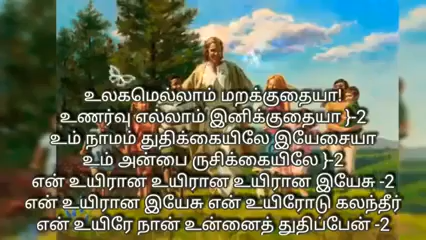 உலகமெல்லாம் மறக்குதையா!
உணர்வு எல்லாம் இனிக்குதையா }-2
உம் நாமம் துதிக்கையிலே இயேசையா
உம் அன்பை ருசிக்கையிலே }-2
என் உயிரான உயிரான உயிரான இயேசு -2
என் உயிரான இயேசு என் உயிரோடு கலந்தீர்
என் உயிரே நான் உன்னைத் துதிப்பேன் -2